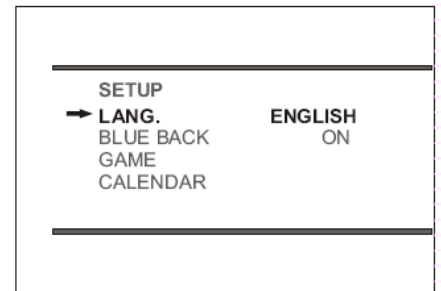 SETUP
LANG. ENGLISH
BLUE BACK ON
GAME
CALENDAR